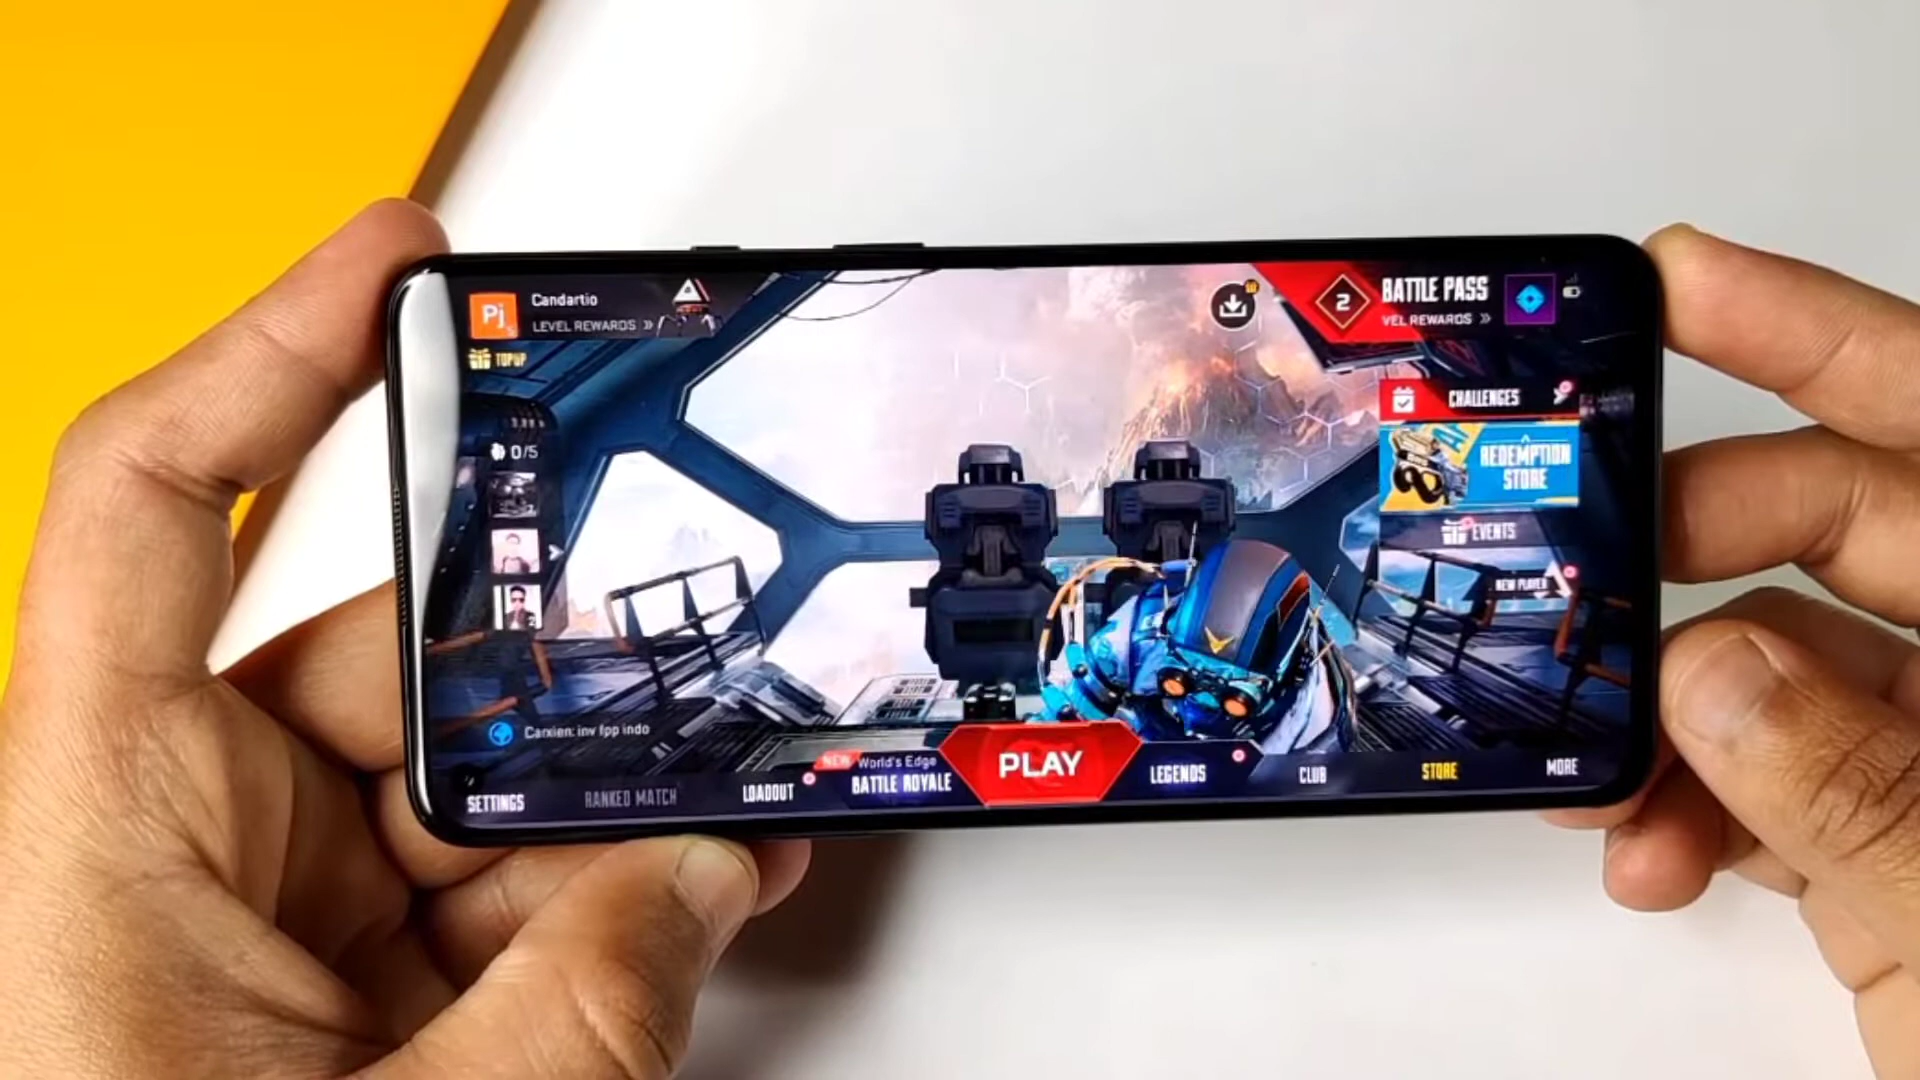 Pj
Candartio
LEVEL REWARDS »
TOPUP
0/5
2
BATTLE PASS
VEL REWARDS »
CHALLENGES
REDEMPTION
STORE
EVENTS
NEW PLAYER
Carxien: inv fpp indo
NEW World's Edge
BATTLE ROYALE
SETTINGS
RANKED MATCH
LOADOUT
PLAY
LEGENDS
CLUB
STORE
MORE